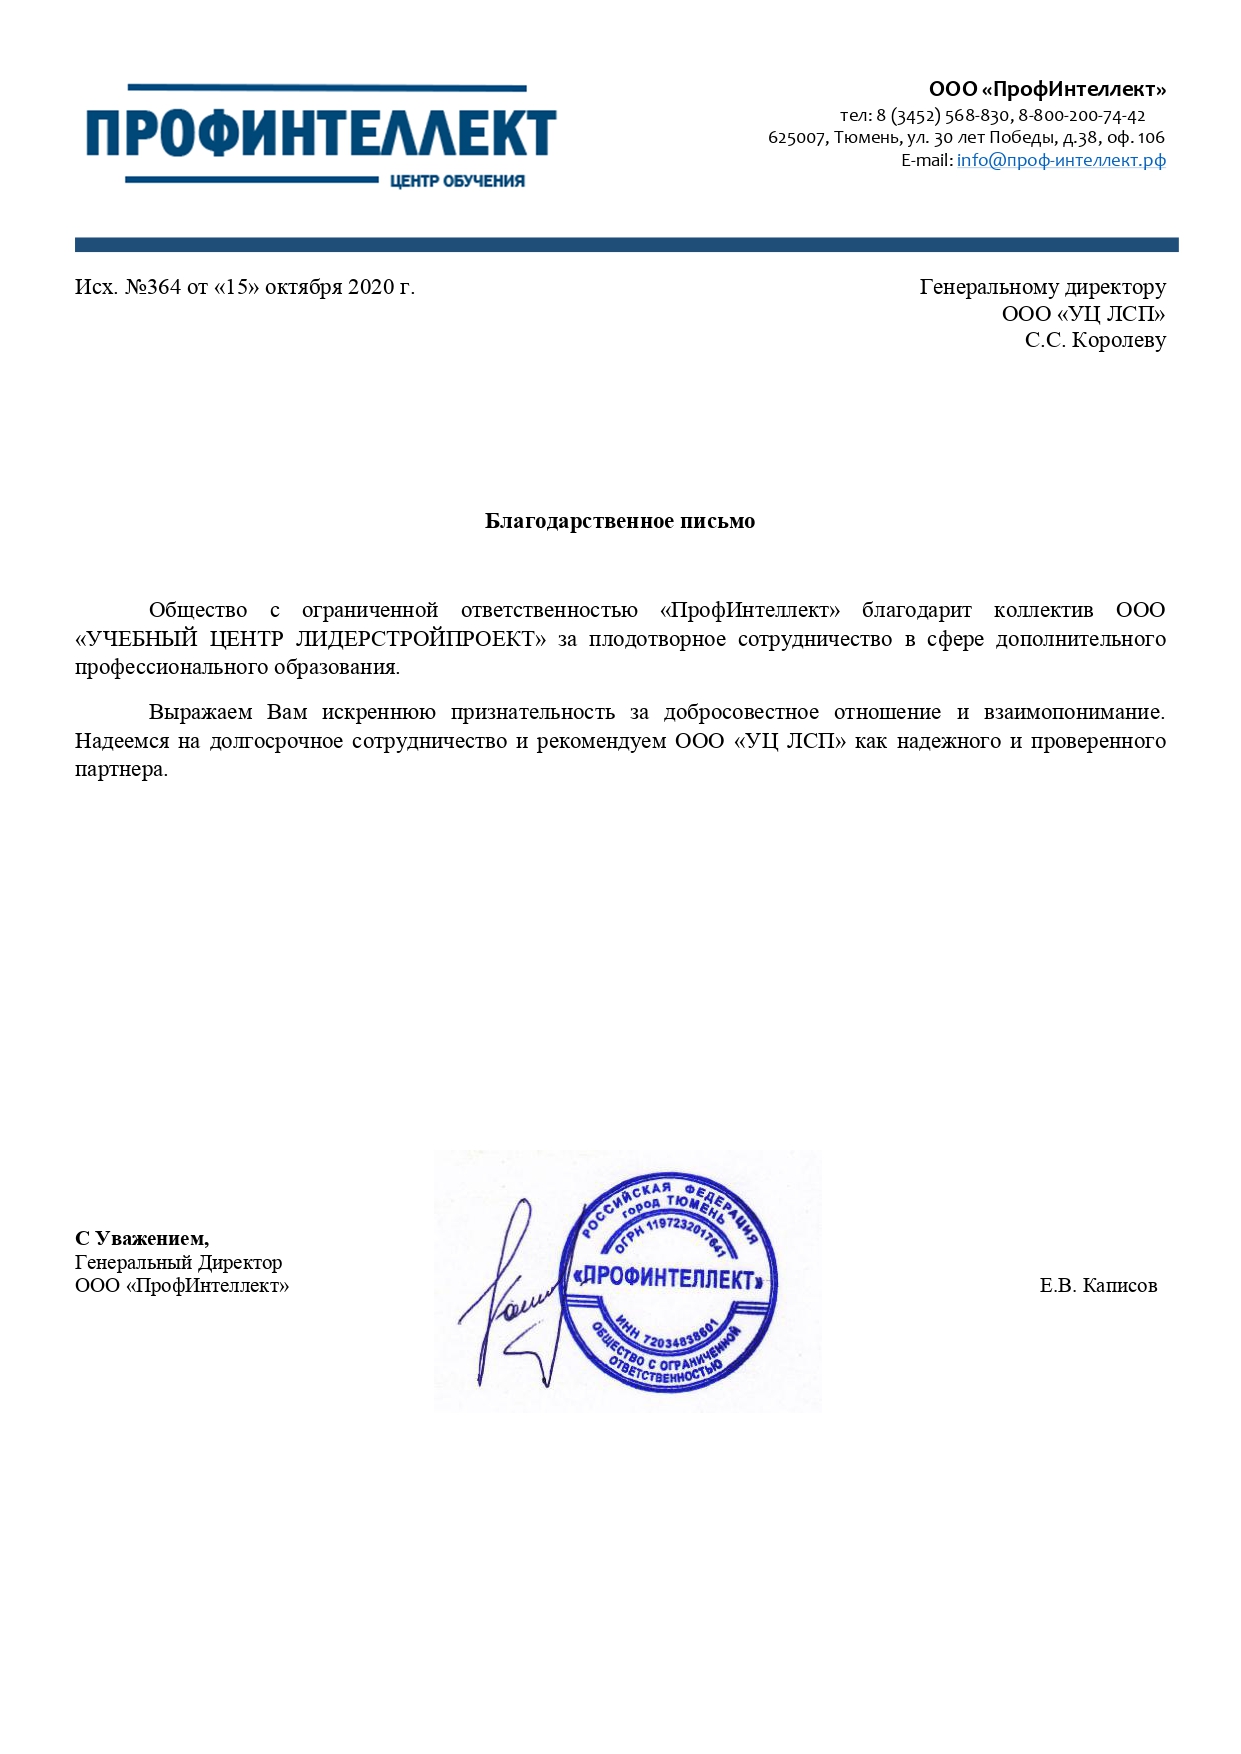 ПРОФИНТЕЛЛЕКТ
ЦЕНТР ОБУЧЕНИЯ
ООО «ПрофИнтеллект»
тел: 8 (3452) 568-830, 8-800-200-74-42
625007, Тюмень, ул. 30 лет Победы, д.38, оф. 106
E-mail: info@проф-интеллект.рф
Исх. №364 от «15» октября 2020 г.
Генеральному директору
ООО «УЦ ЛСП»
С.С. Королеву
Благодарственное письмо
Общество с ограниченной ответственностью «ПрофИнтеллект» благодарит коллектив ООО
«УЧЕБНЫЙ ЦЕНТР ЛИДЕРСТРОЙПРОЕКТ» за плодотворное сотрудничество в сфере дополнительного
профессионального образования.
Выражаем Вам искреннюю признательность за добросовестное отношение и взаимопонимание.
Надеемся на долгосрочное сотрудничество и рекомендуем ООО «УЦ ЛСП» как надежного и проверенного
партнера.
С Уважением,
Генеральный Директор
ООО «ПрофИнтеллект»
РОССИЙСКАЯ ФЕДЕРАЦИЯ
город ТЮМЕНЬ
ОГРН 1197232017641
«ПРОФИНТЕЛЛЕКТ»
ИНН 72034838601
ОБЩЕСТВО С ОГРАНИЧЕННОЙ
ОТВЕТСТВЕННОСТЬЮ
Е.В. Каписов